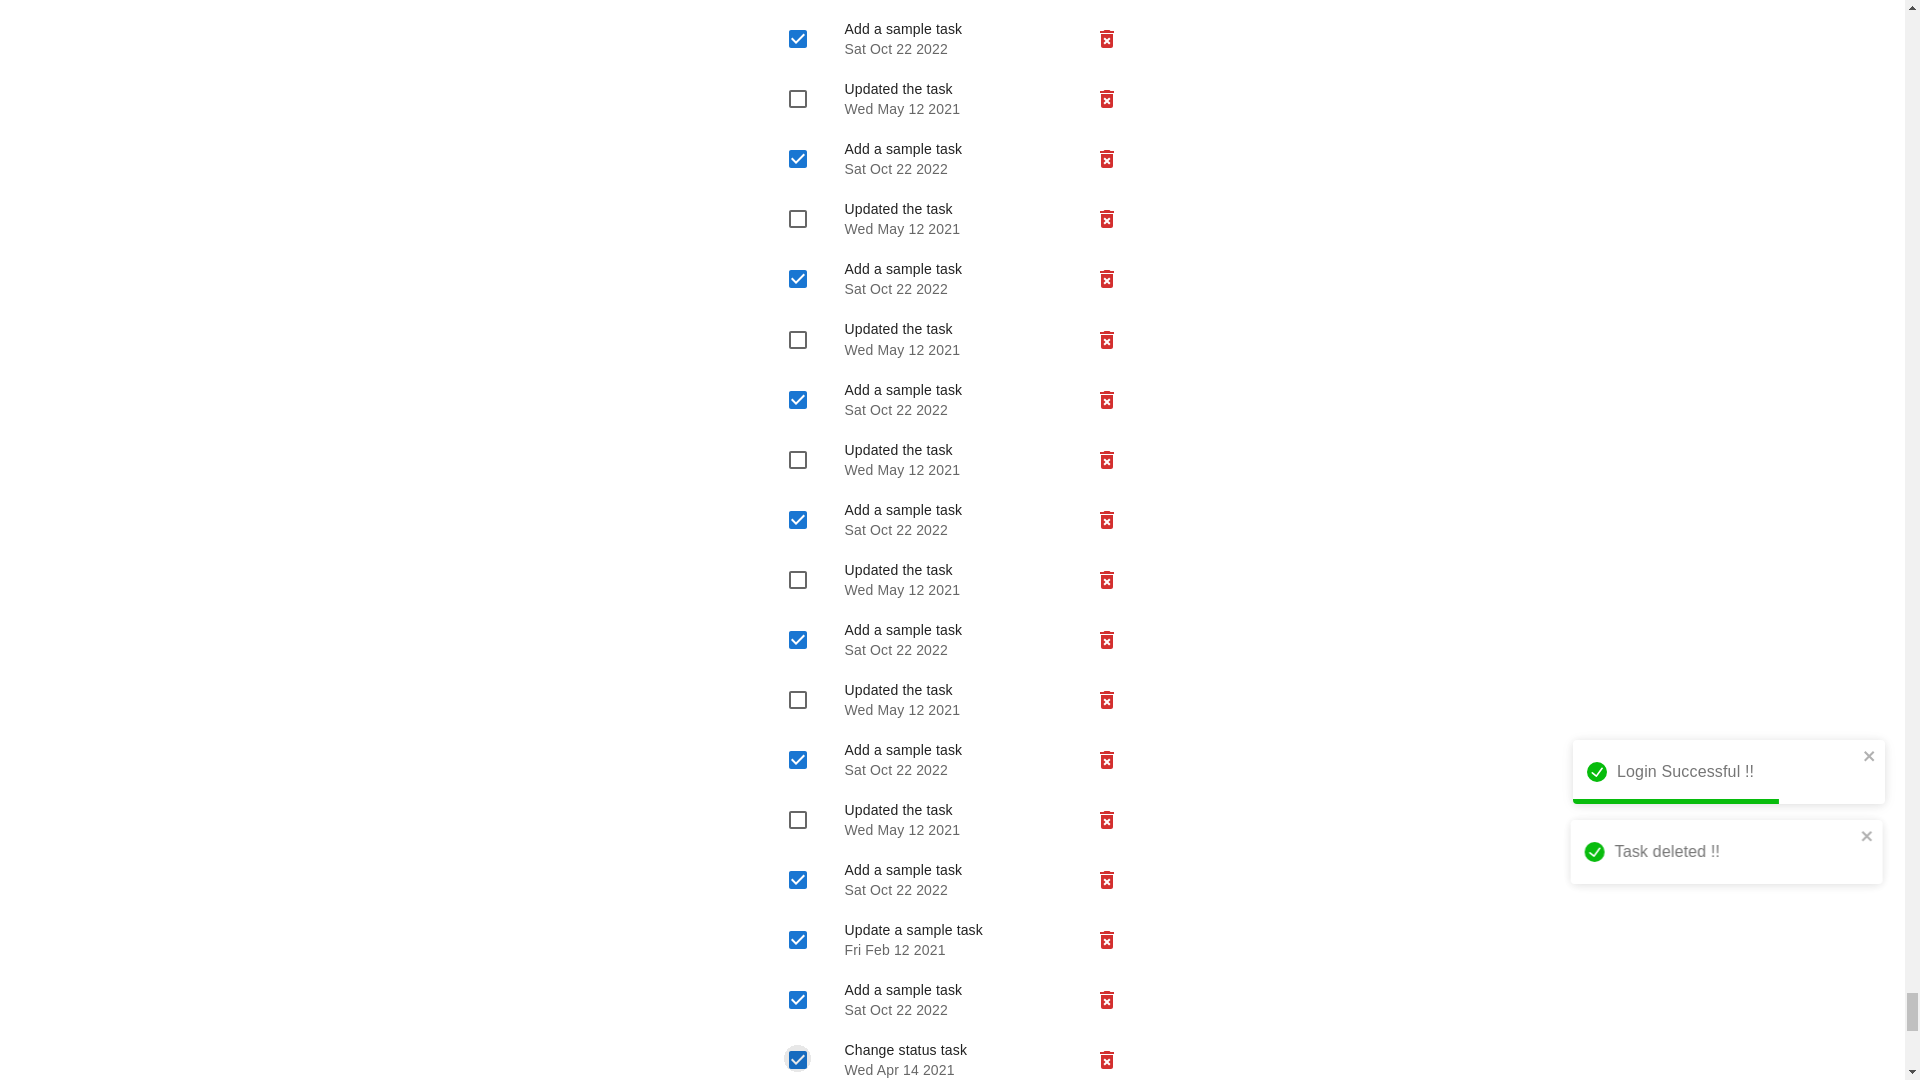 Add a sample task
Sat Oct 22 2022
Updated the task
Wed May 12 2021
Add a sample task
Sat Oct 22 2022
Updated the task
Wed May 12 2021
Add a sample task
Sat Oct 22 2022
Updated the task
Wed May 12 2021
Add a sample task
Sat Oct 22 2022
Updated the task
Wed May 12 2021
Add a sample task
Sat Oct 22 2022
Updated the task
Wed May 12 2021
Add a sample task
Sat Oct 22 2022
Updated the task
Wed May 12 2021
Add a sample task
Sat Oct 22 2022
Updated the task
Wed May 12 2021
Add a sample task
Sat Oct 22 2022
Update a sample task
Fri Feb 12 2021
Add a sample task
Sat Oct 22 2022
Change status task
Wed Apr 14 2021
Login Successful !!
Task deleted !!